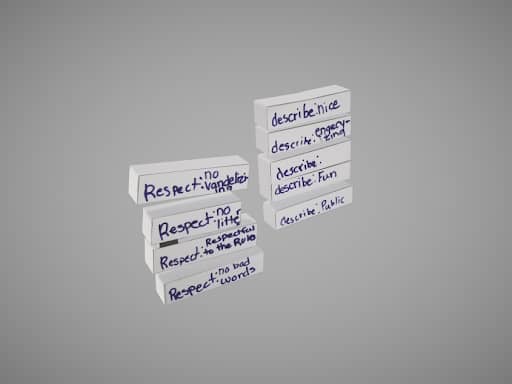 Respect: no vandelizing
Respect: no litter
Respect: Respectful to the Rules
Respect: no bad words
describe: nice
describe: engery-zing
describe:
describe: Fun
describe: Public